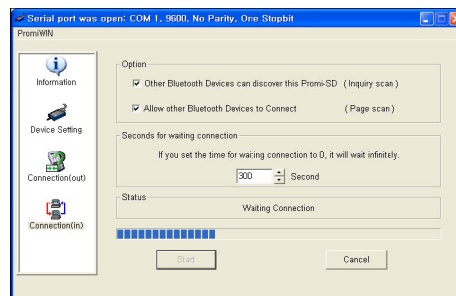 Serial port was open: COM 1, 9600, No Parity, One Stopbit
PromiWIN
Information
Device Setting
Connection(out)
Connection(in)
Option
Other Bluetooth Devices can discover this Promi-SD ( Inquiry scan )
Allow other Bluetooth Devices to Connect ( Page scan )
Seconds for waiting connection
If you set the time for waiting connection to 0, it will wait infinitely.
300 Second
Status
Waiting Connection
Start Cancel